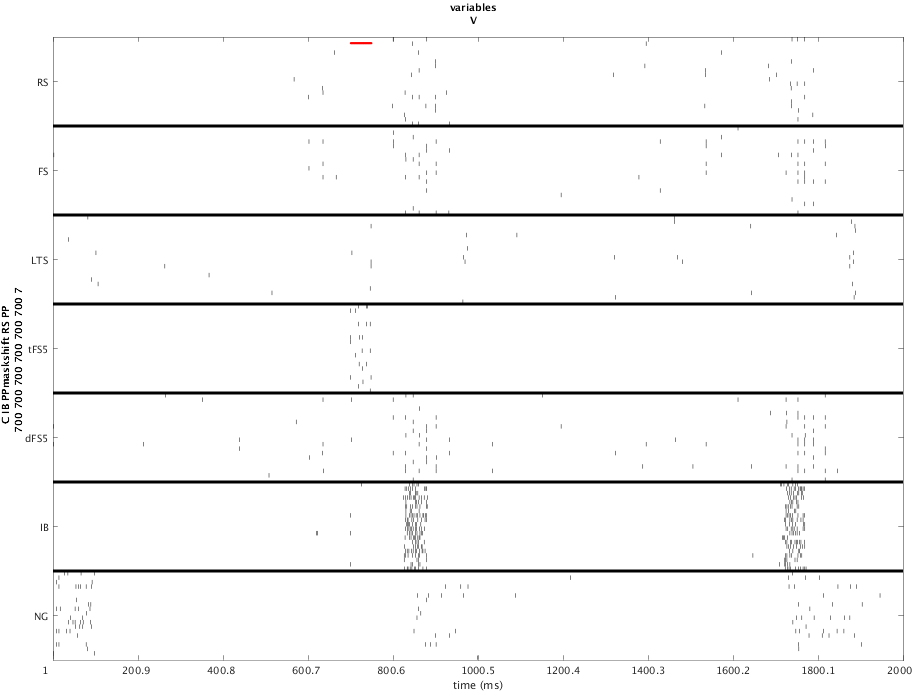 variables
V
RS
FS
LTS
tFS5
dFS5
IB
NG
C IB PPmaskshift RS PP
700 700 700 700 700 700 7
1 200.9 400.8 600.7 800.6 1000.5 1200.4 1400.3 1600.2 1800.1 2000
time (ms)